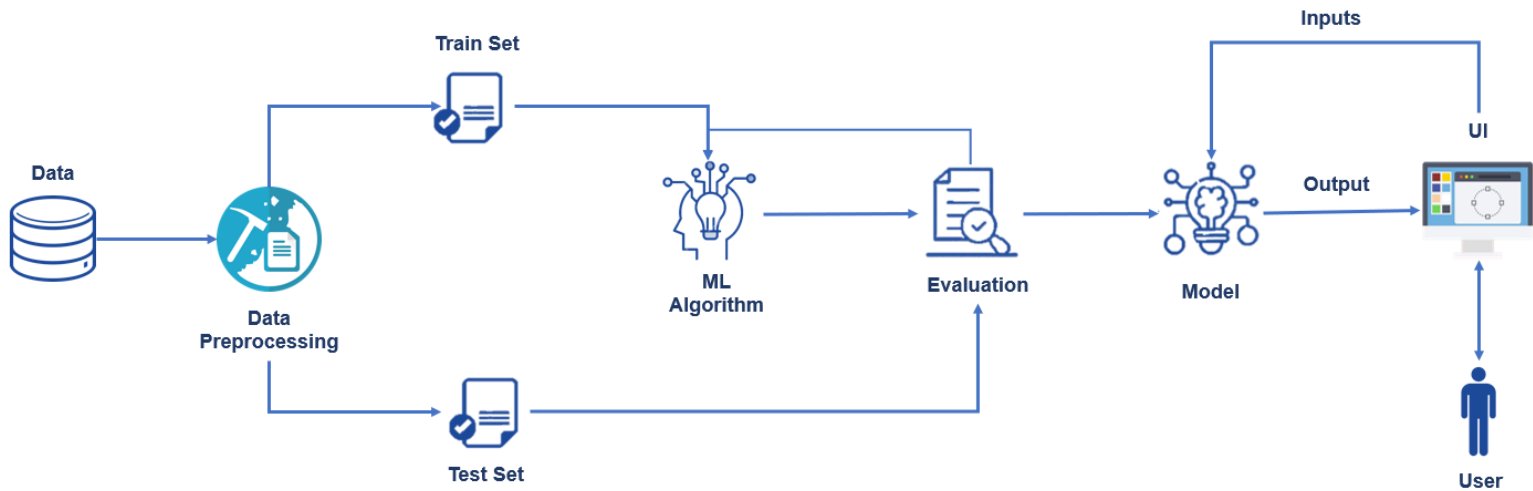 Inputs
Train Set
UI
Data
Output
ML
Algorithm
Evaluation
Model
Data
Preprocessing
Test Set
User